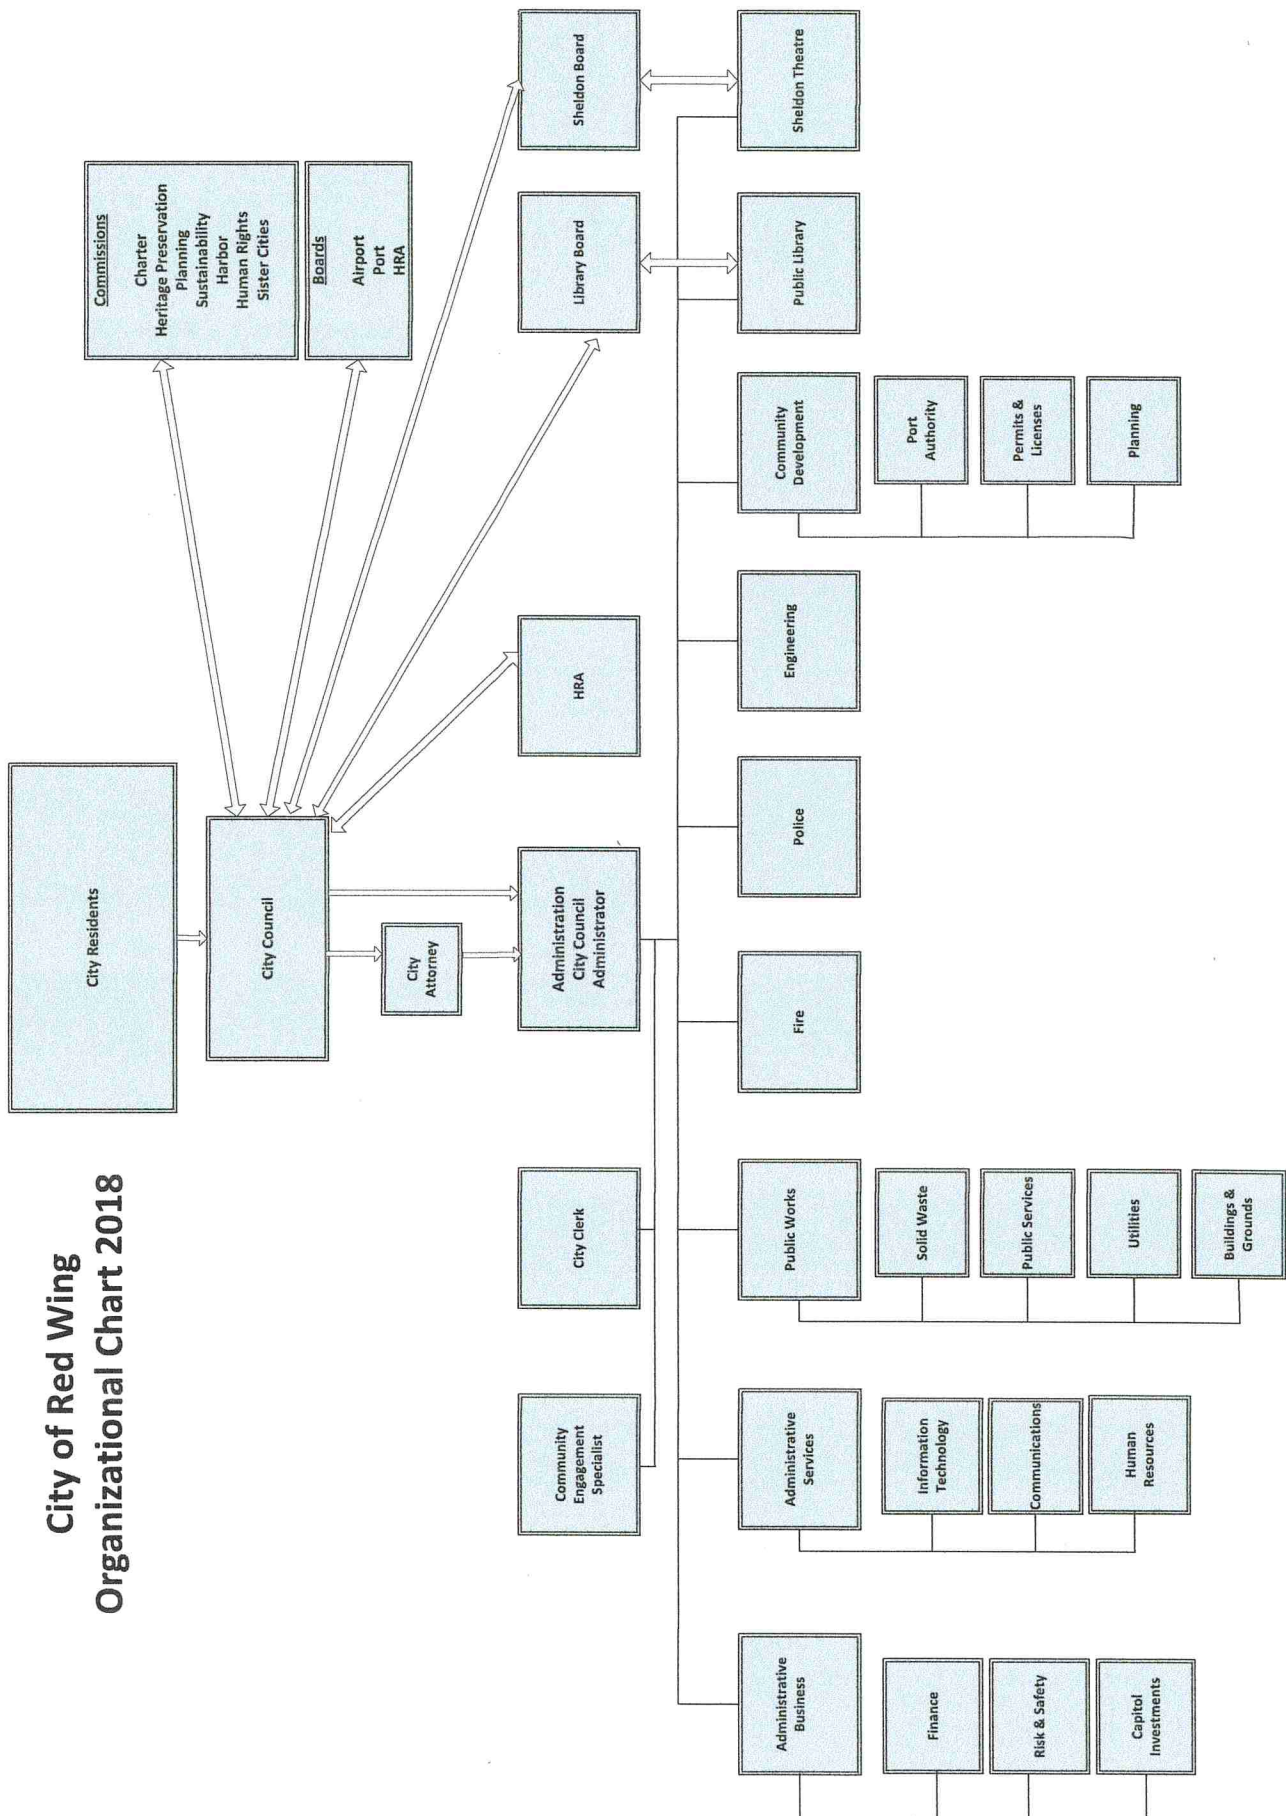 City of Red Wing
Organizational Chart 2018
City Residents
Commissions
Charter
Heritage Preservation
Planning
Sustainability
Harbor
Human Rights
Sister Cities
Boards
Airport
Port
HRA
City Council
City
Attorney
Community
Engagement
Specialist
City Clerk
Administration
City Council
Administrator
HRA
Library Board
Sheldon Board
Administrative
Business
Administrative
Services
Public Works
Fire
Police
Engineering
Community
Development
Public Library
Sheldon Theatre
Finance
Risk & Safety
Capitol
Investments
Information
Technology
Communications
Human
Resources
Solid Waste
Public Services
Utilities
Buildings &
Grounds
Port
Authority
Permits &
Licenses
Planning